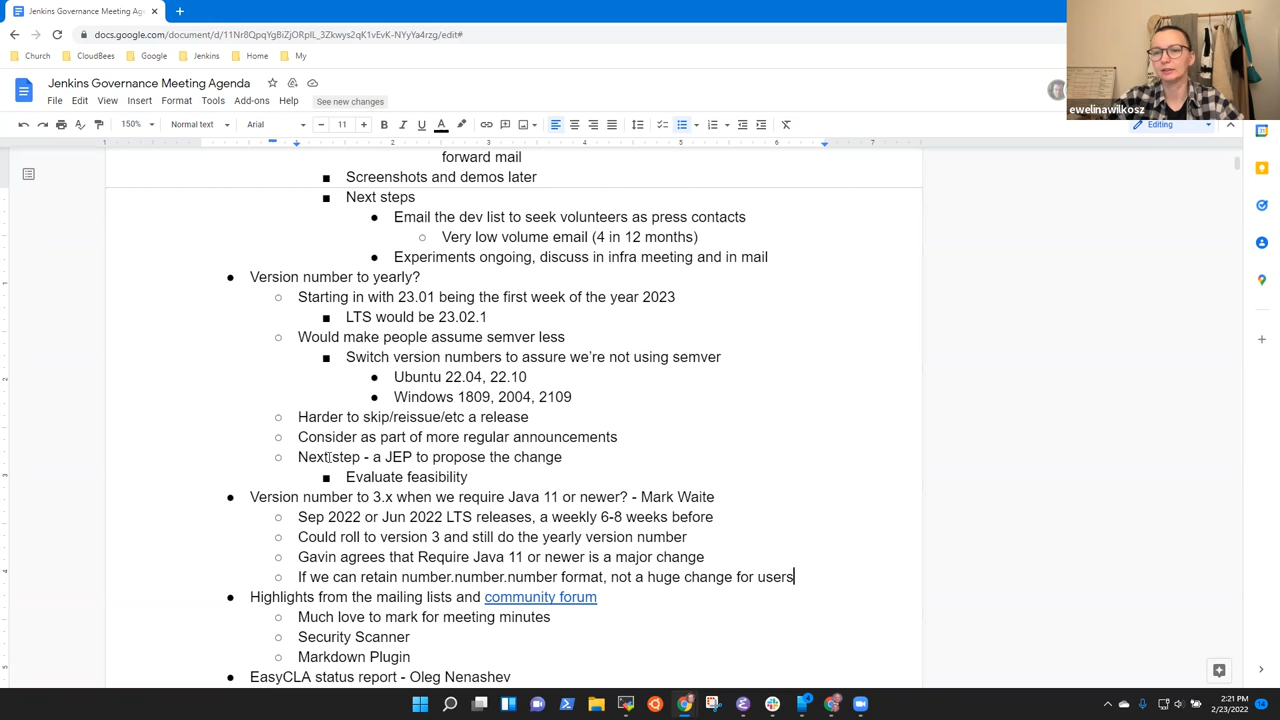 Jenkins Governance Meeting Ag
docs.google.com/document/d/11Nr8QpqYgBiZjORpIL_3Zkwys2qK1vEvK-NYyYa4rzg/edit#
Church
CloudBees
Google
Jenkins
Home
My
Jenkins Governance Meeting Agenda
File Edit View Insert Format Tools Add-ons Help See new changes
150% Normal text Arial 11
Editing
ewelinawilkosz
forward mail
Screenshots and demos later
Next steps
Email the dev list to seek volunteers as press contacts
Very low volume email (4 in 12 months)
Experiments ongoing, discuss in infra meeting and in mail
Version number to yearly?
Starting in with 23.01 being the first week of the year 2023
LTS would be 23.02.1
Would make people assume semver less
Switch version numbers to assure we're not using semver
Ubuntu 22.04, 22.10
Windows 1809, 2004, 2109
Harder to skip/reissue/etc a release
Consider as part of more regular announcements
Next step - a JEP to propose the change
Evaluate feasibility
Version number to 3.x when we require Java 11 or newer? - Mark Waite
Sep 2022 or Jun 2022 LTS releases, a weekly 6-8 weeks before
Could roll to version 3 and still do the yearly version number
Gavin agrees that Require Java 11 or newer is a major change
If we can retain number.number.number format, not a huge change for users
Highlights from the mailing lists and community forum
Much love to mark for meeting minutes
Security Scanner
Markdown Plugin
EasyCLA status report - Oleg Nenashev
2:21 PM
2/23/2022